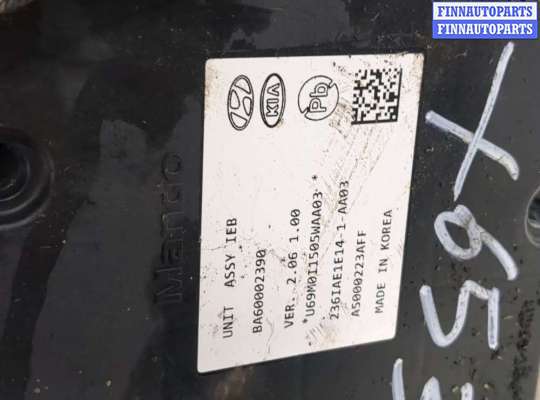 FINNAUTOPARTS
FINNAUTOPARTS
Mando
KIA
Pb
UNIT ASSY IEB
BA60002390
VER. 2.06 1.00
*U69M0I1505WAA03 *
236IAE1E14-1-AA03
A5000223AFF
MADE IN KOREA